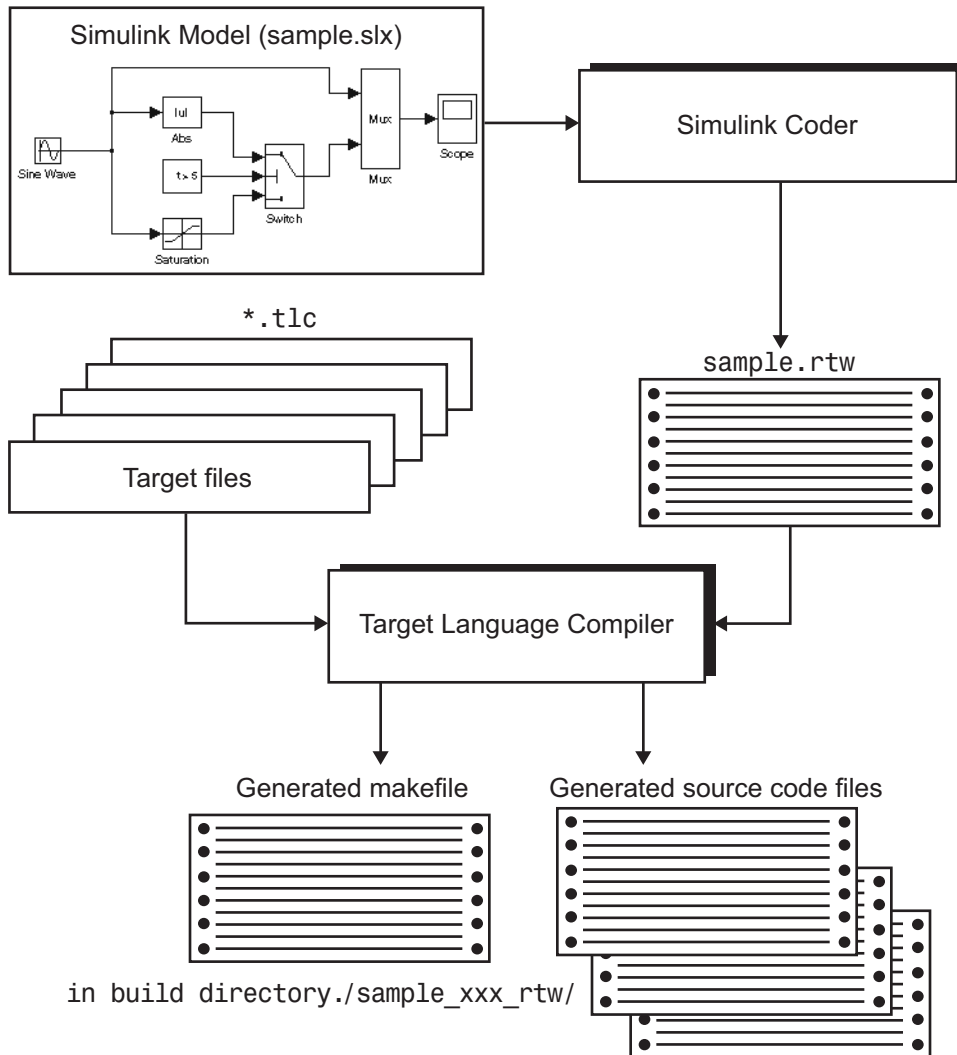 Simulink Model (sample.slx)
|u|
Abs
Sine Wave
t> 5
Switch
Saturation
Mux
Mux
Scope
Simulink Coder
*.tlc
sample.rtw
Target files
Target Language Compiler
Generated makefile
Generated source code files
in build directory./sample_xxx_rtw/